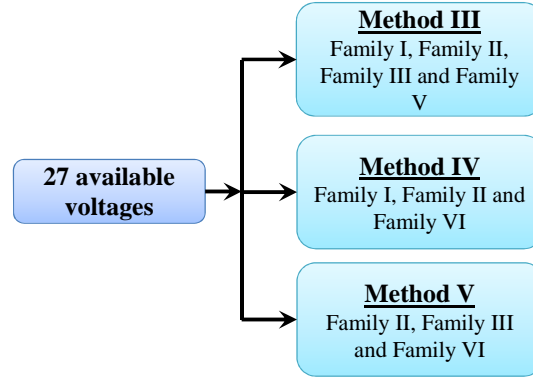 Method III
Family I, Family II,
Family III and Family
V
27 available
voltages
Method IV
Family I, Family II and
Family VI
Method V
Family II, Family III
and Family VI